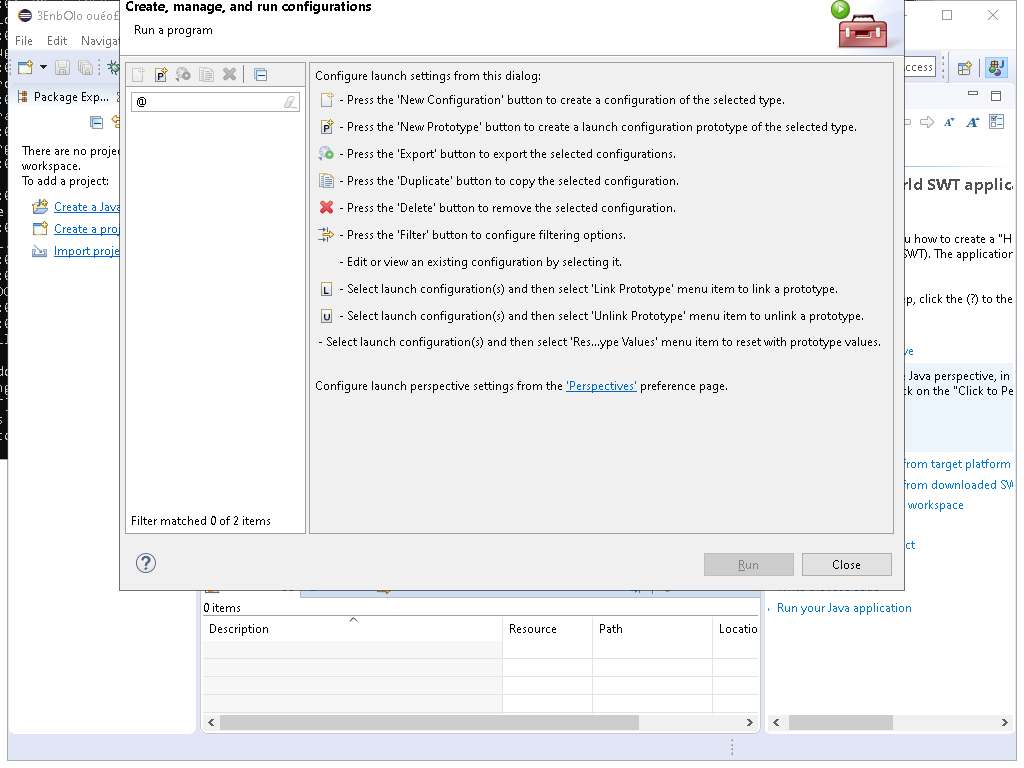 Create, manage, and run configurations
Run a program
3EnbOlo
File Edit
ccess
Package Exp...
@
Configure launch settings from this dialog:
- Press the 'New Configuration' button to create a configuration of the selected type.
P - Press the 'New Prototype' button to create a launch configuration prototype of the selected type.
- Press the 'Export' button to export the selected configurations.
- Press the 'Duplicate' button to copy the selected configuration.
- Press the 'Delete' button to remove the selected configuration.
- Press the 'Filter' button to configure filtering options.
- Edit or view an existing configuration by selecting it.
L - Select launch configuration(s) and then select 'Link Prototype' menu item to link a prototype.
U - Select launch configuration(s) and then select 'Unlink Prototype' menu item to unlink a prototype.
- Select launch configuration(s) and then select 'Res...ype Values' menu item to reset with prototype values.
Configure launch perspective settings from the 'Perspectives' preference page.
Filter matched 0 of 2 items
Run
Close
There are no proje
workspace.
To add a project:
Create a Java
Create a proj
Import proje
rld SWT applic
u how to create a "H
SWT). The application
p, click the (?) to the
ve
Java perspective, in
k on the "Click to Pe
from target platform
from downloaded SW
workspace
ct
Run your Java application
0 items
Description Resource Path Locatio